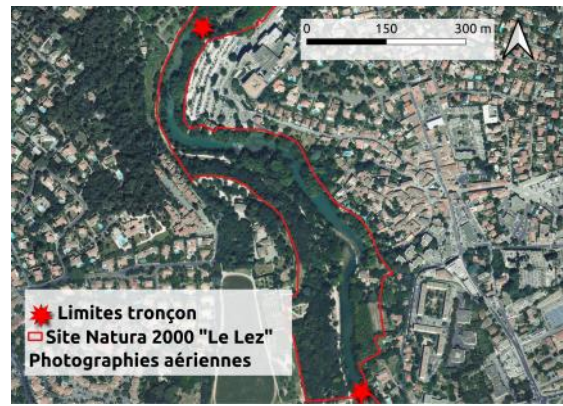 0 150 300 m
Limites tronçon
Site Natura 2000 "Le Lez"
Photographies aériennes